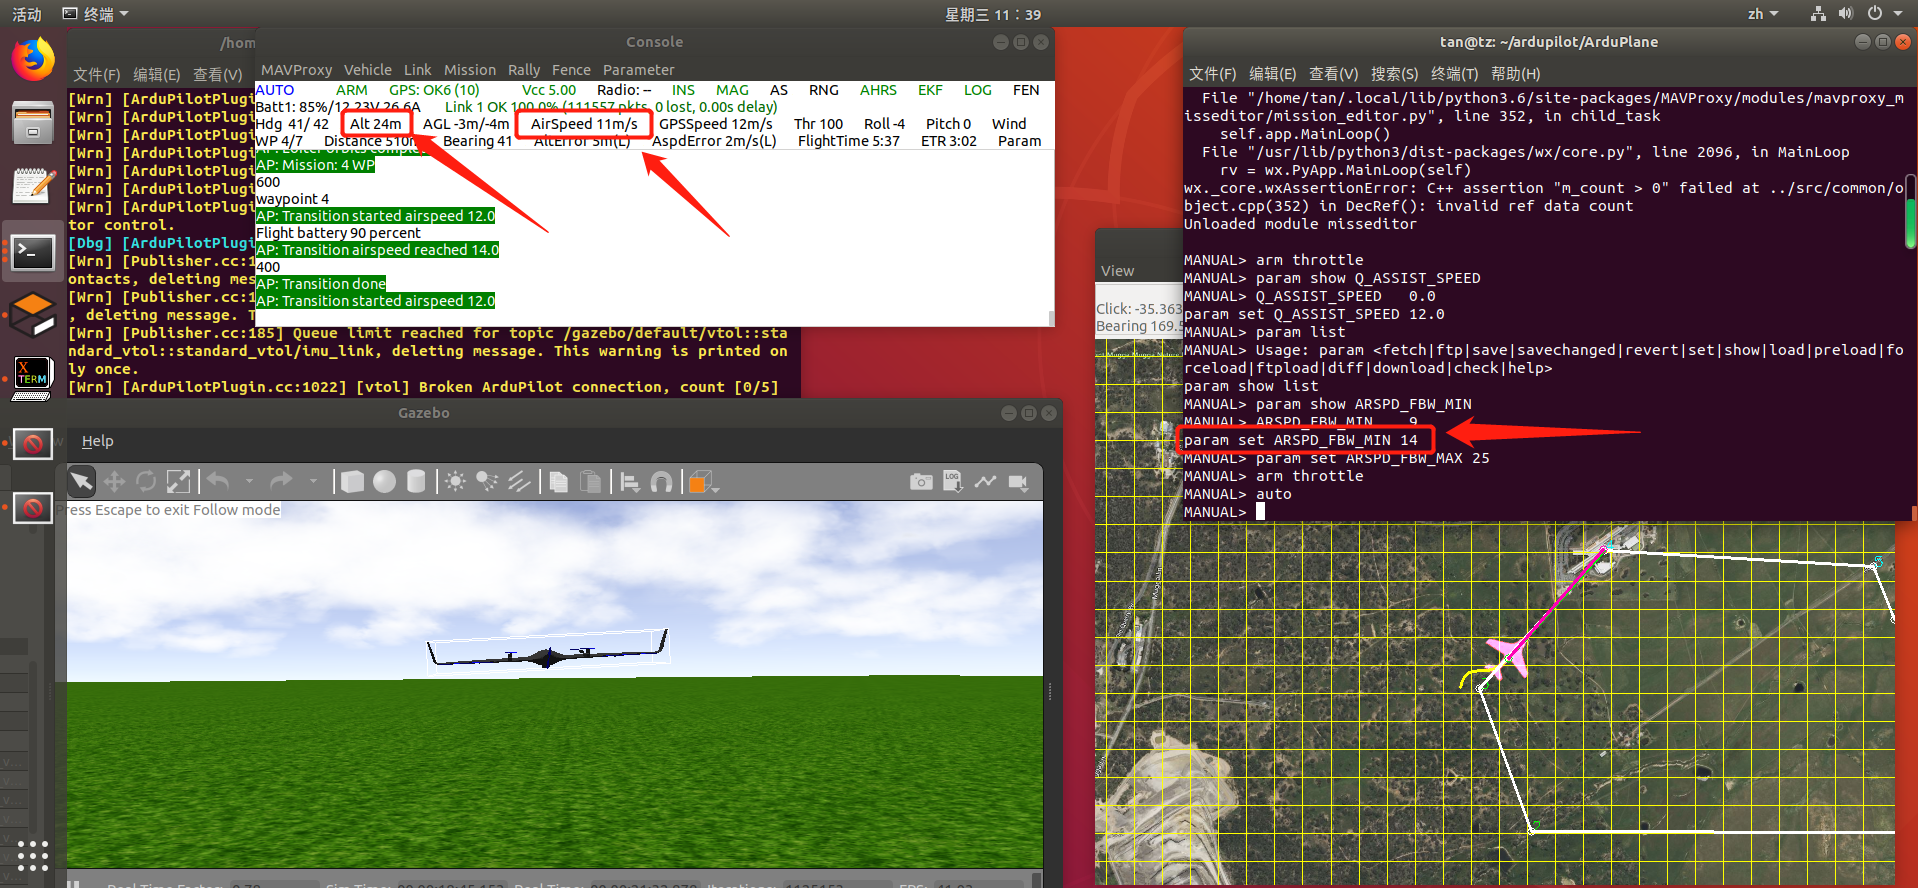 活动
终端
星期三 11：39
zh
/hom
文件(F) 编辑(E) 查看(V)
[Wrn] [ArduPilotPlugi
[Wrn] [ArduPilotPlugi
[Wrn] [ArduPilotPlugi
[Wrn] [ArduPilotPlugi
[Wrn] [ArduPilotPlugi
[Wrn] [ArduPilotPlugi
[Wrn] [ArduPilotPlugi
tor control.
[Dbg] [ArduPilotPlugi
[Wrn] [Publisher.cc:1
ontacts, deleting mes
[Wrn] [Publisher.cc:1
, deleting message. T
[Wrn] [Publisher.cc:185] Queue limit reached for topic /gazebo/default/vtol::sta
ndard_vtol::standard_vtol/imu_link, deleting message. This warning is printed on
ly once.
[Wrn] [ArduPilotPlugin.cc:1022] [vtol] Broken ArduPilot connection, count [0/5]
Console
MAVProxy Vehicle Link Mission Rally Fence Parameter
AUTO ARM GPS: OK6 (10) Vcc 5.00 Radio: -- INS MAG AS RNG AHRS EKF LOG FEN
Batt1: 85%/12.23V 26.6A Link 1 OK 100.0% (111557 pkts, 0 lost, 0.00s delay)
Hdg 41/ 42 Alt 24m AGL -3m/-4m AirSpeed 11m/s GPSSpeed 12m/s Thr 100 Roll -4 Pitch 0 Wind
WP 4/7 Distance 510m Bearing 41 AltError 5m(L) AspdError 2m/s(L) FlightTime 5:37 ETR 3:02 Param
AP: Mission: 4 WP
600
waypoint 4
AP: Transition started airspeed 12.0
Flight battery 90 percent
AP: Transition airspeed reached 14.0
400
AP: Transition done
AP: Transition started airspeed 12.0
tan@tz: ~/ardupilot/ArduPlane
文件(F) 编辑(E) 查看(V) 搜索(S) 终端(T) 帮助(H)
File "/home/tan/.local/lib/python3.6/site-packages/MAVProxy/modules/mavproxy_m
isseditor/mission_editor.py", line 352, in child_task
self.app.MainLoop()
File "/usr/lib/python3/dist-packages/wx/core.py", line 2096, in MainLoop
rv = wx.PyApp.MainLoop(self)
wx._core.wxAssertionError: C++ assertion "m_count > 0" failed at ../src/common/o
bject.cpp(352) in DecRef(): invalid ref data count
Unloaded module misseditor
MANUAL> arm throttle
MANUAL> param show Q_ASSIST_SPEED
MANUAL> Q_ASSIST_SPEED 0.0
param set Q_ASSIST_SPEED 12.0
MANUAL> param list
MANUAL> Usage: param <fetch|ftp|save|savechanged|revert|set|show|load|preload|fo
rceload|ftpload|diff|download|check|help>
param show list
MANUAL> param show ARSPD_FBW_MIN
MANUAL> ARSPD_FBW_MIN 9
param set ARSPD_FBW_MIN 14
MANUAL> param set ARSPD_FBW_MAX 25
MANUAL> arm throttle
MANUAL> auto
MANUAL>
View
Click: -35.363
Bearing 169.5
X
TERM
Gazebo
Help
LOG
Press Escape to exit Follow mode